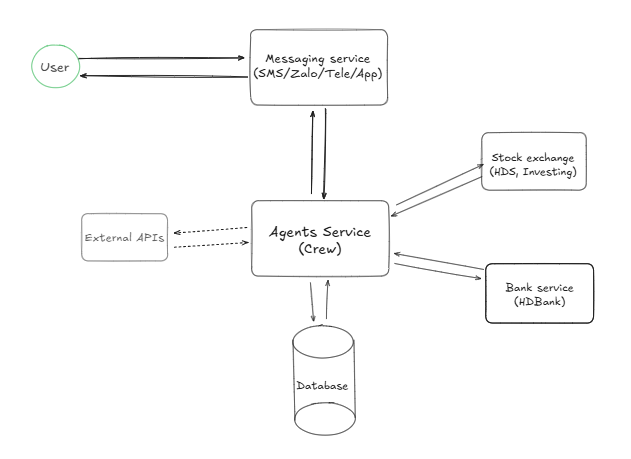 User
Messaging service
(SMS/Zalo/Tele/App)
Stock exchange
(HDS, Investing)
Agents Service
(Crew)
External APIs
Bank service
(HDBank)
Database